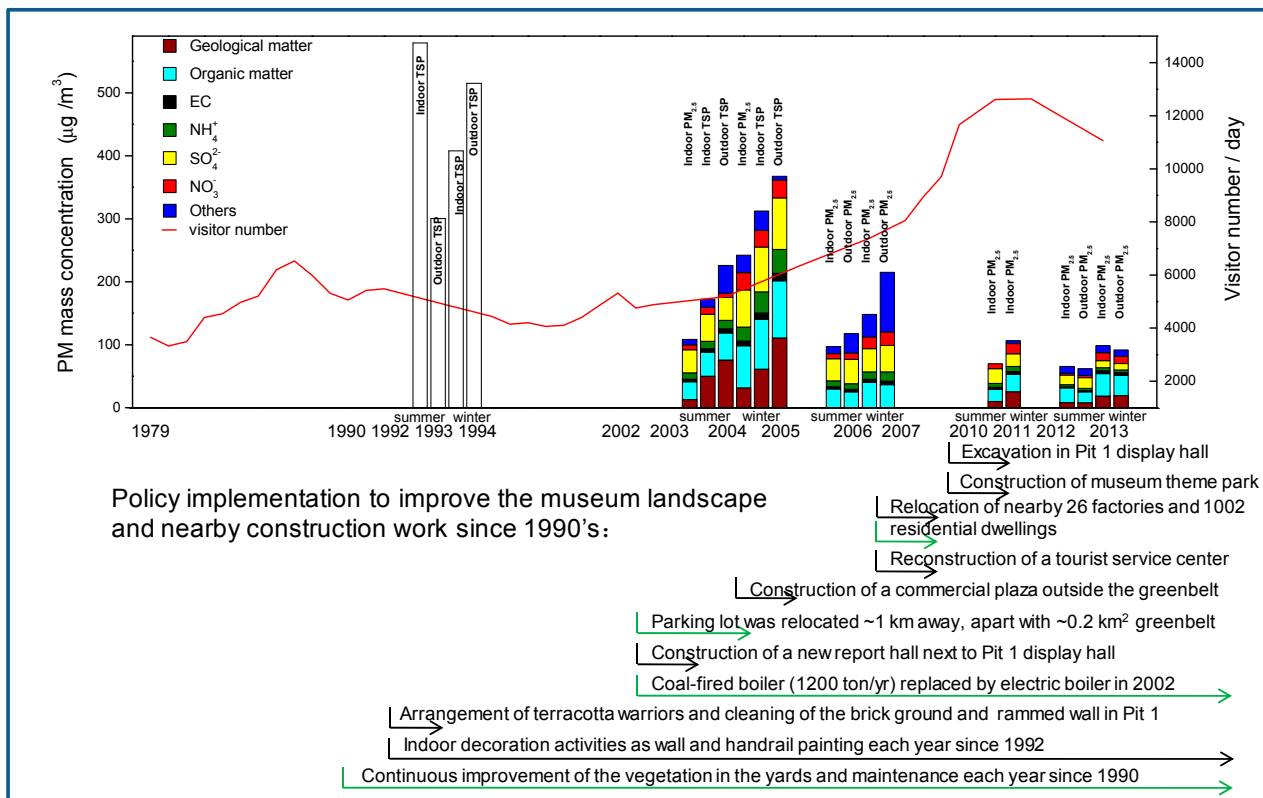 PM mass concentration (μg /m³)
500
400
300
200
100
0
Geological matter
Organic matter
EC
NH₄⁺
SO₄²⁻
NO₃⁻
Others
visitor number
Indoor TSP
Outdoor TSP
Indoor TSP
Outdoor TSP
Indoor PM₂.₅
Indoor TSP
Outdoor TSP
Indoor PM₂.₅
Indoor TSP
Outdoor TSP
Indoor PM₂.₅
Outdoor PM₂.₅
Indoor PM₂.₅
Outdoor PM₂.₅
Indoor PM₂.₅
Indoor PM₂.₅
Indoor PM₂.₅
Outdoor PM₂.₅
Indoor PM₂.₅
Outdoor PM₂.₅
14000
12000
10000
8000
6000
4000
2000
Visitor number / day
summer winter summer winter summer winter summer winter summer winter
1979 1990 1992 1993 1994 2002 2003 2004 2005 2006 2007 2010 2011 2012 2013
Policy implementation to improve the museum landscape
and nearby construction work since 1990's：
Excavation in Pit 1 display hall
Construction of museum theme park
Relocation of nearby 26 factories and 1002
residential dwellings
Reconstruction of a tourist service center
Construction of a commercial plaza outside the greenbelt
Parking lot was relocated ~1 km away, apart with ~0.2 km² greenbelt
Construction of a new report hall next to Pit 1 display hall
Coal-fired boiler (1200 ton/yr) replaced by electric boiler in 2002
Arrangement of terracotta warriors and cleaning of the brick ground and rammed wall in Pit 1
Indoor decoration activities as wall and handrail painting each year since 1992
Continuous improvement of the vegetation in the yards and maintenance each year since 1990